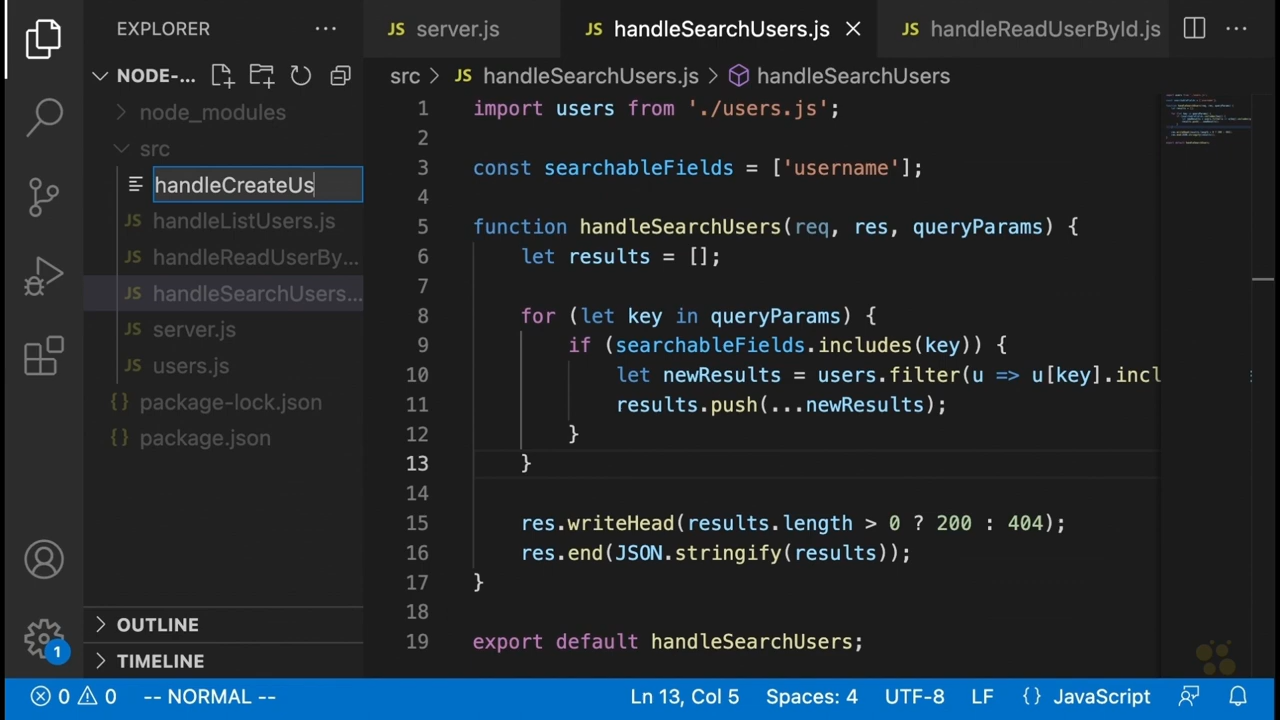 EXPLORER
server.js
handleSearchUsers.js
handleReadUserById.js
NODE-...
src > handleSearchUsers.js > handleSearchUsers
node_modules
src
handleCreateUs
handleListUsers.js
handleReadUserBy...
handleSearchUsers...
server.js
users.js
package-lock.json
package.json
OUTLINE
TIMELINE
1 import users from './users.js';
2
3 const searchableFields = ['username'];
4
5 function handleSearchUsers(req, res, queryParams) {
6 let results = [];
7
8 for (let key in queryParams) {
9 if (searchableFields.includes(key)) {
10 let newResults = users.filter(u => u[key].incl
11 results.push(...newResults);
12 }
13 }
14
15 res.writeHead(results.length > 0 ? 200 : 404);
16 res.end(JSON.stringify(results));
17 }
18
19 export default handleSearchUsers;
1
0 0 -- NORMAL -- Ln 13, Col 5 Spaces: 4 UTF-8 LF {} JavaScript